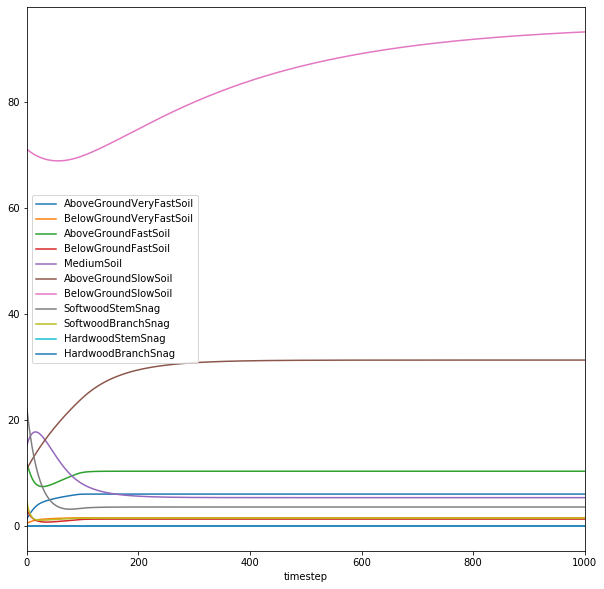 80
60
AboveGroundVeryFastSoil
BelowGroundVeryFastSoil
AboveGroundFastSoil
BelowGroundFastSoil
MediumSoil
AboveGroundSlowSoil
BelowGroundSlowSoil
SoftwoodStemSnag
SoftwoodBranchSnag
HardwoodStemSnag
HardwoodBranchSnag
40
20
0
0 200 400 600 800 1000
timestep